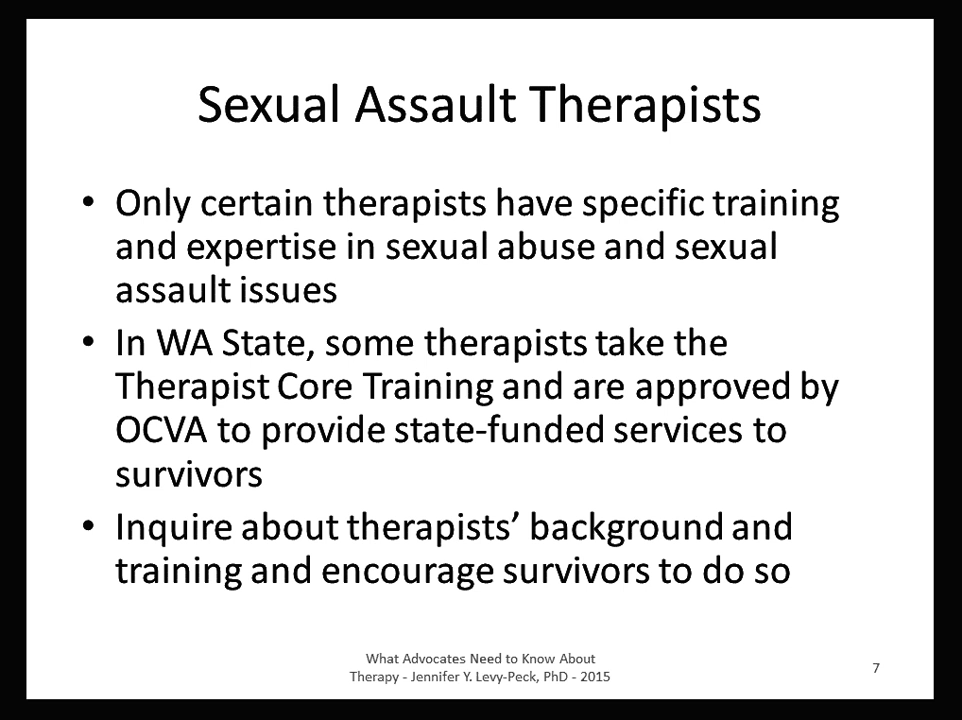 Sexual Assault Therapists
• Only certain therapists have specific training
and expertise in sexual abuse and sexual
assault issues
• In WA State, some therapists take the
Therapist Core Training and are approved by
OCVA to provide state-funded services to
survivors
• Inquire about therapists’ background and
training and encourage survivors to do so
What Advocates Need to Know About
Therapy - Jennifer Y. Levy-Peck, PhD - 2015
7